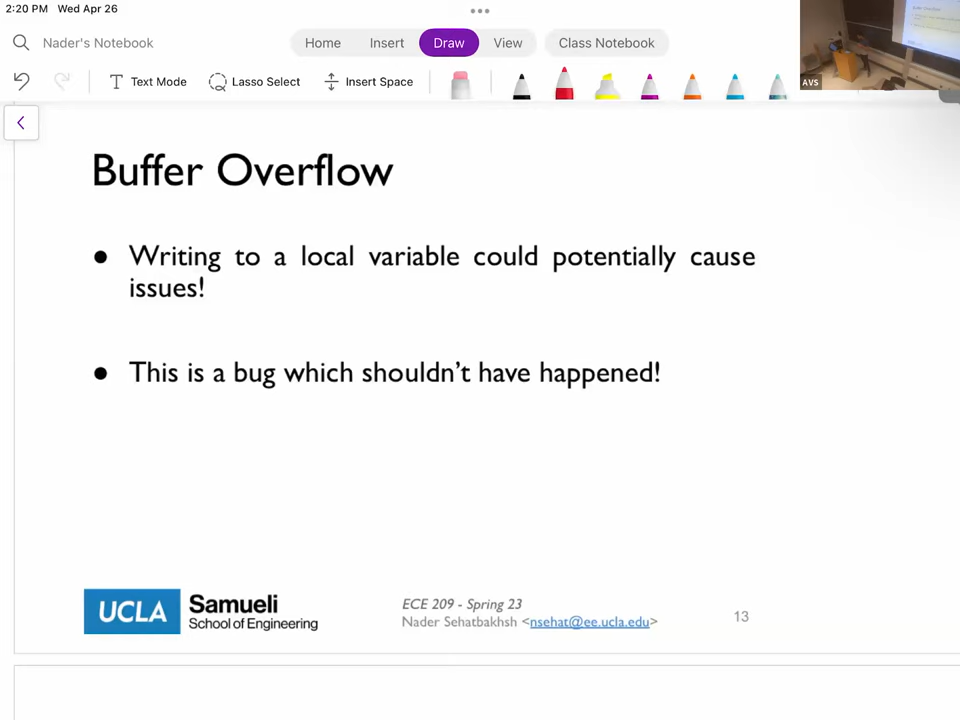 2:20 PM Wed Apr 26
Nader's Notebook
Home Insert Draw View Class Notebook
Text Mode Lasso Select Insert Space
AVS
Buffer Overflow
● Writing to a local variable could potentially cause
issues!
● This is a bug which shouldn't have happened!
UCLA Samueli
School of Engineering
ECE 209 - Spring 23
Nader Sehatbakhsh <nsehat@ee.ucla.edu>
13